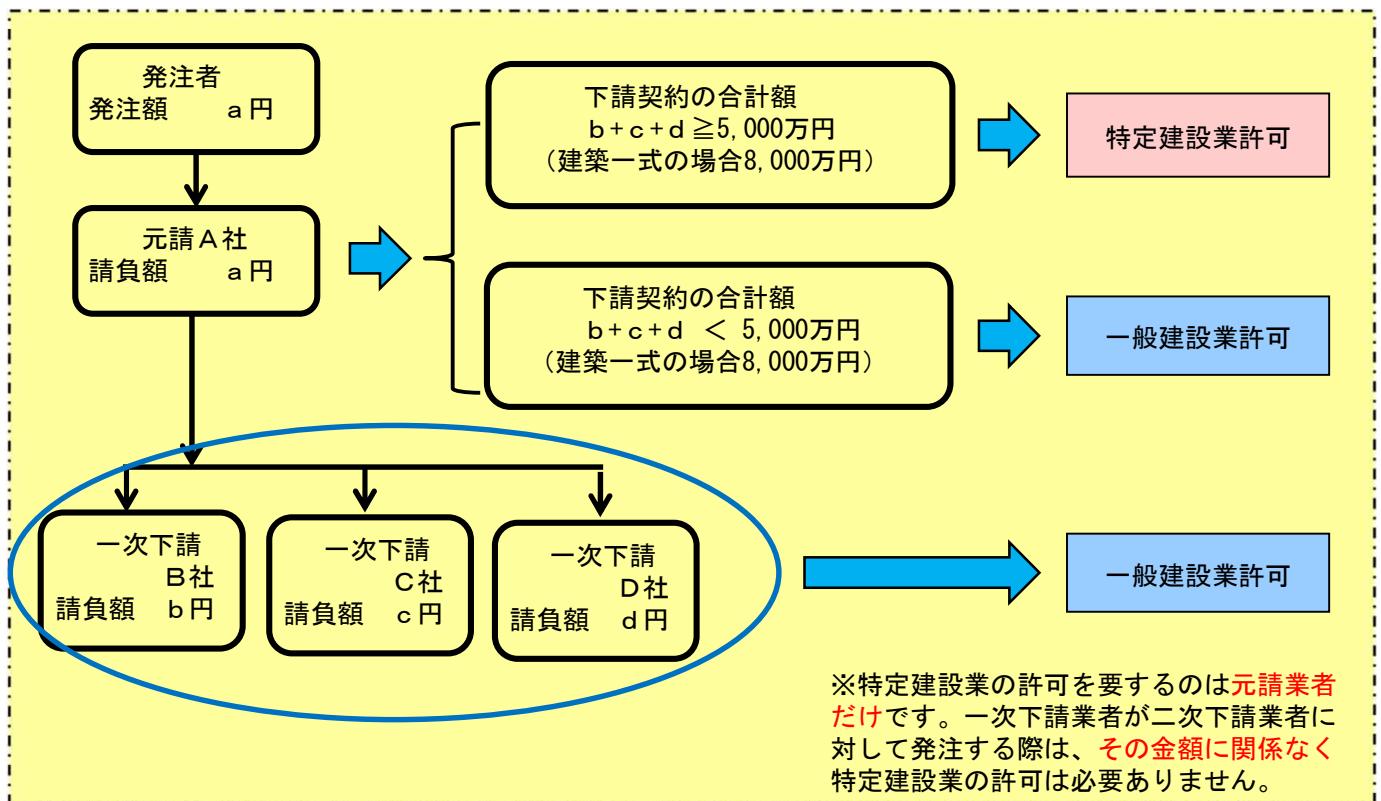 発注者
発注額　　ａ円
元請Ａ社
請負額　　ａ円
下請契約の合計額
ｂ+ｃ+ｄ≧5,000万円
（建築一式の場合8,000万円）
特定建設業許可
下請契約の合計額
ｂ+ｃ+ｄ ＜ 5,000万円
（建築一式の場合8,000万円）
一般建設業許可
一次下請
Ｂ社
請負額　ｂ円
一次下請
Ｃ社
請負額　ｃ円
一次下請
Ｄ社
請負額　ｄ円
一般建設業許可
※特定建設業の許可を要するのは元請業者
だけです。一次下請業者が二次下請業者に
対して発注する際は、その金額に関係なく
特定建設業の許可は必要ありません。